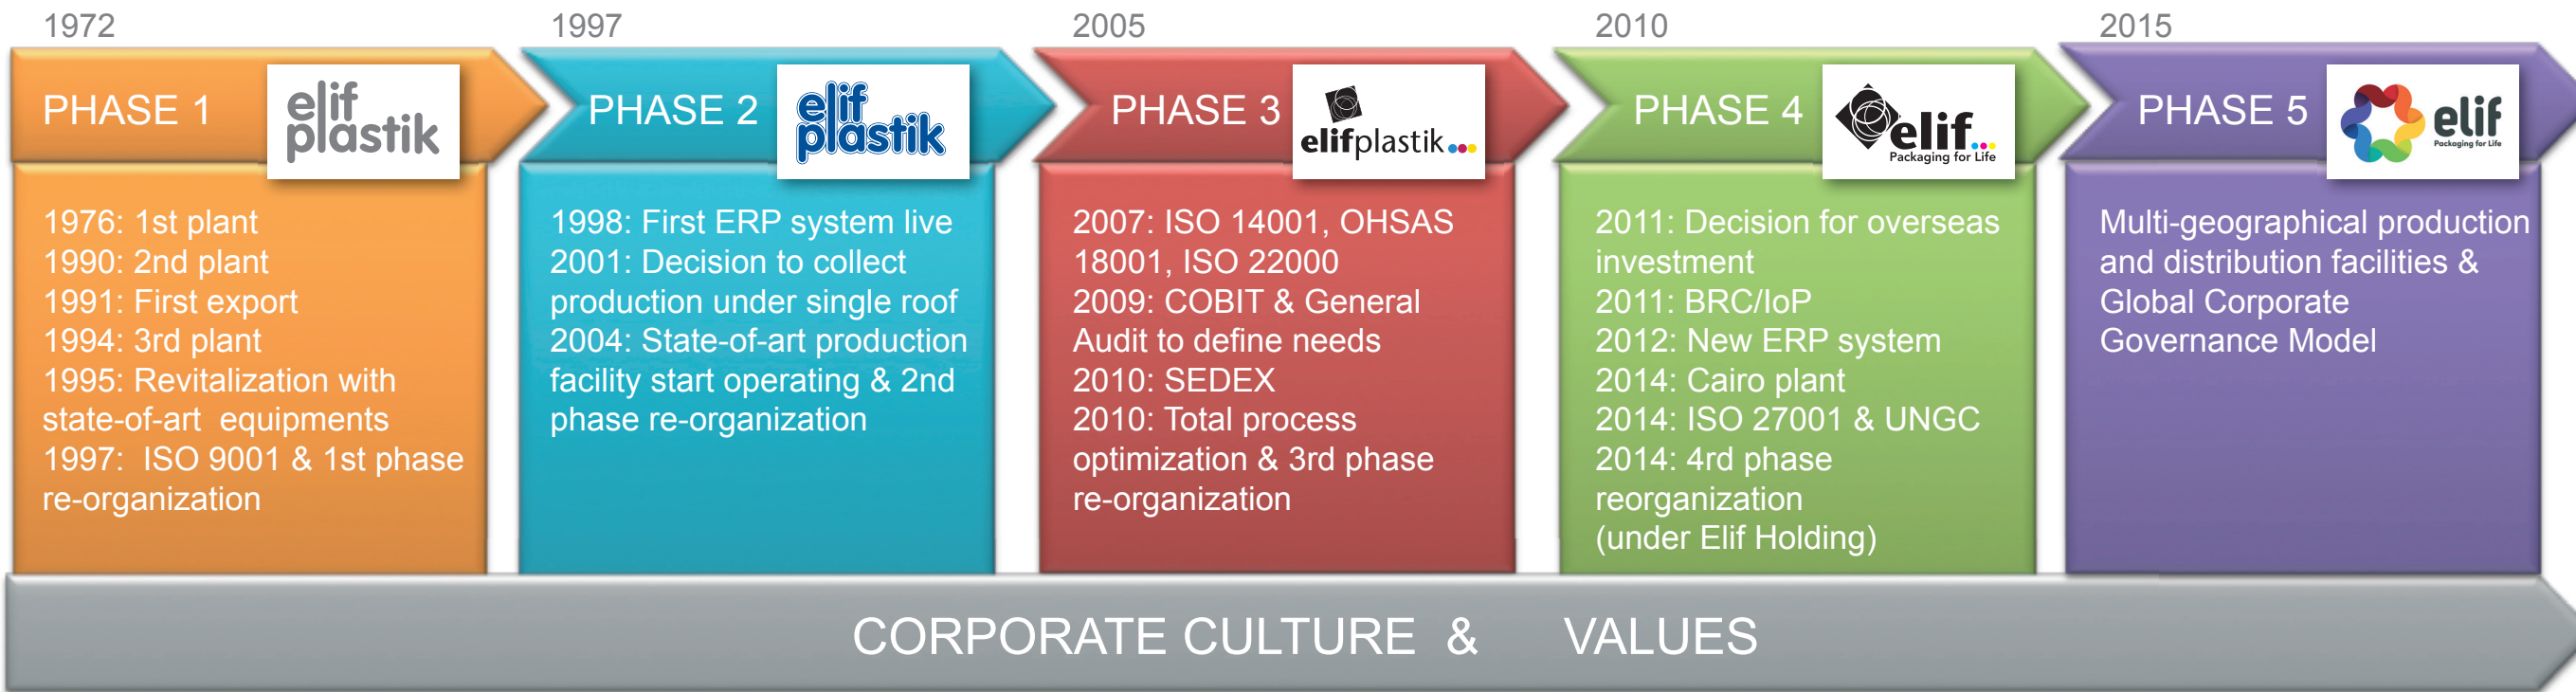 1972
PHASE 1
elif
plastik
1976: 1st plant
1990: 2nd plant
1991: First export
1994: 3rd plant
1995: Revitalization with
state-of-art equipments
1997: ISO 9001 & 1st phase
re-organization
1997
PHASE 2
elif
plastik
1998: First ERP system live
2001: Decision to collect
production under single roof
2004: State-of-art production
facility start operating & 2nd
phase re-organization
2005
PHASE 3
elifplastik
2007: ISO 14001, OHSAS
18001, ISO 22000
2009: COBIT & General
Audit to define needs
2010: SEDEX
2010: Total process
optimization & 3rd phase
re-organization
2010
PHASE 4
elif
Packaging for Life
2011: Decision for overseas
investment
2011: BRC/IoP
2012: New ERP system
2014: Cairo plant
2014: ISO 27001 & UNGC
2014: 4rd phase
reorganization
(under Elif Holding)
2015
PHASE 5
elif
Packaging for Life
Multi-geographical production
and distribution facilities &
Global Corporate
Governance Model
CORPORATE CULTURE & VALUES